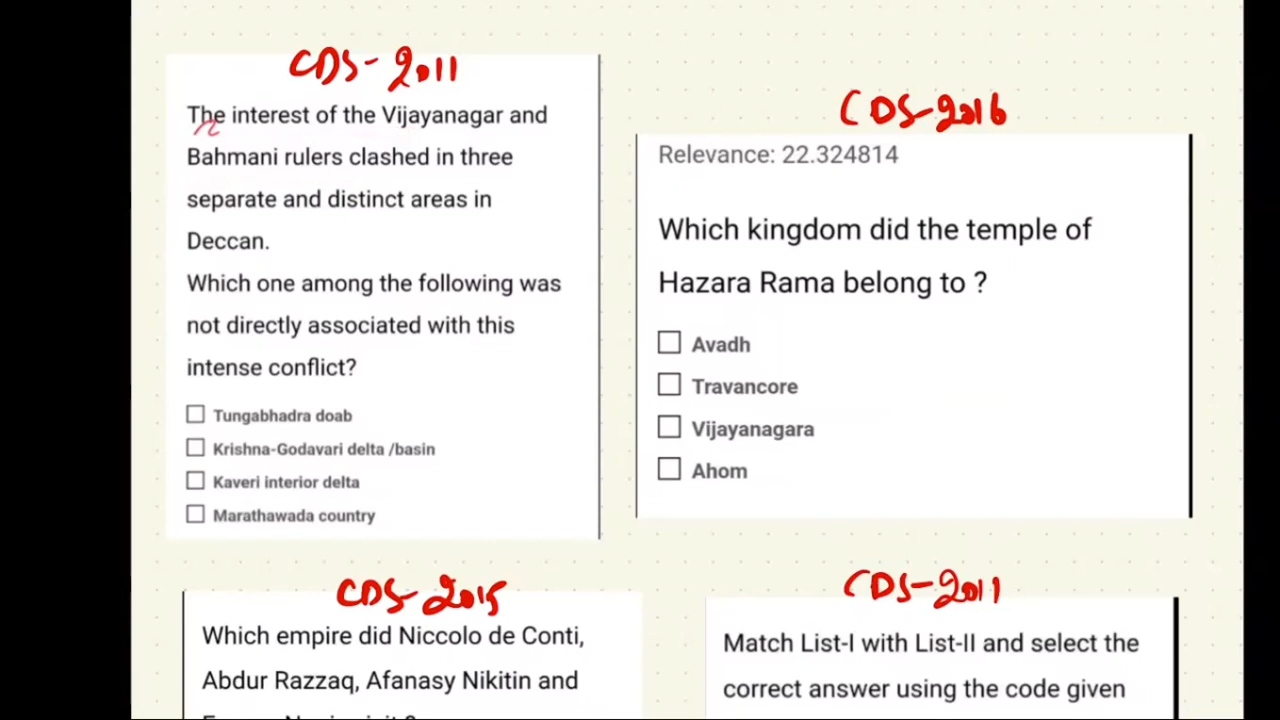 CDS-2011
The interest of the Vijayanagar and
Bahmani rulers clashed in three
separate and distinct areas in
Deccan.
Which one among the following was
not directly associated with this
intense conflict?
Tungabhadra doab
Krishna-Godavari delta /basin
Kaveri interior delta
Marathawada country
CDS-2016
Relevance: 22.324814
Which kingdom did the temple of
Hazara Rama belong to ?
Avadh
Travancore
Vijayanagara
Ahom
CDS-2015
Which empire did Niccolo de Conti,
Abdur Razzaq, Afanasy Nikitin and
CDS-2011
Match List-I with List-II and select the
correct answer using the code given